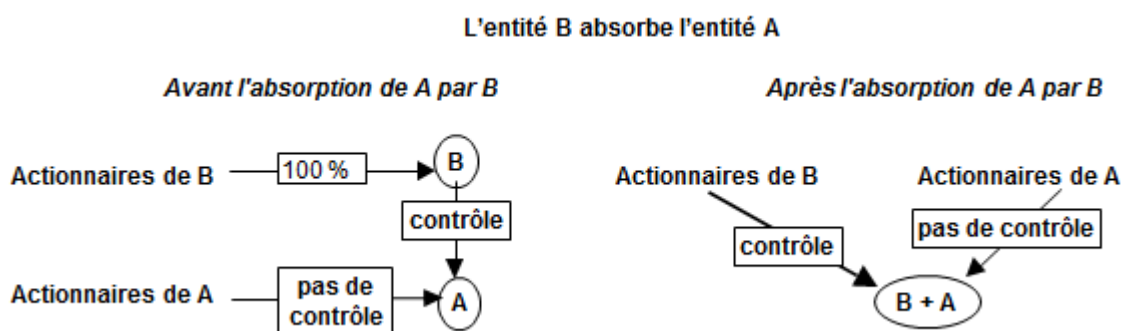 L'entité B absorbe l'entité A
Avant l'absorption de A par B
Après l'absorption de A par B
Actionnaires de B
100 %
B
contrôle
Actionnaires de A
pas de
contrôle
A
Actionnaires de B
Actionnaires de A
contrôle
pas de contrôle
B + A